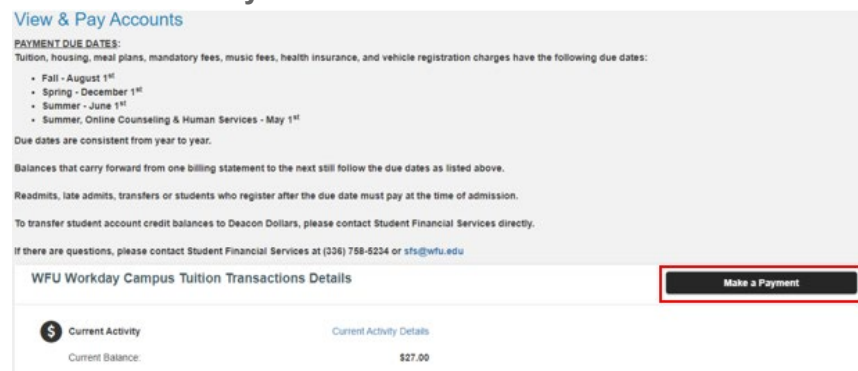 View & Pay Accounts
PAYMENT DUE DATES:
Tuition, housing, meal plans, mandatory fees, music fees, health insurance, and vehicle registration charges have the following due dates:
• Fall - August 1st
• Spring - December 1st
• Summer - June 1st
• Summer, Online Counseling & Human Services - May 1st
Due dates are consistent from year to year.
Balances that carry forward from one billing statement to the next still follow the due dates as listed above.
Readmits, late admits, transfers or students who register after the due date must pay at the time of admission.
To transfer student account credit balances to Deacon Dollars, please contact Student Financial Services directly.
If there are questions, please contact Student Financial Services at (336) 758-5234 or sfs@wfu.edu
WFU Workday Campus Tuition Transactions Details
Make a Payment
$ Current Activity
Current Activity Details
Current Balance:
$27.00